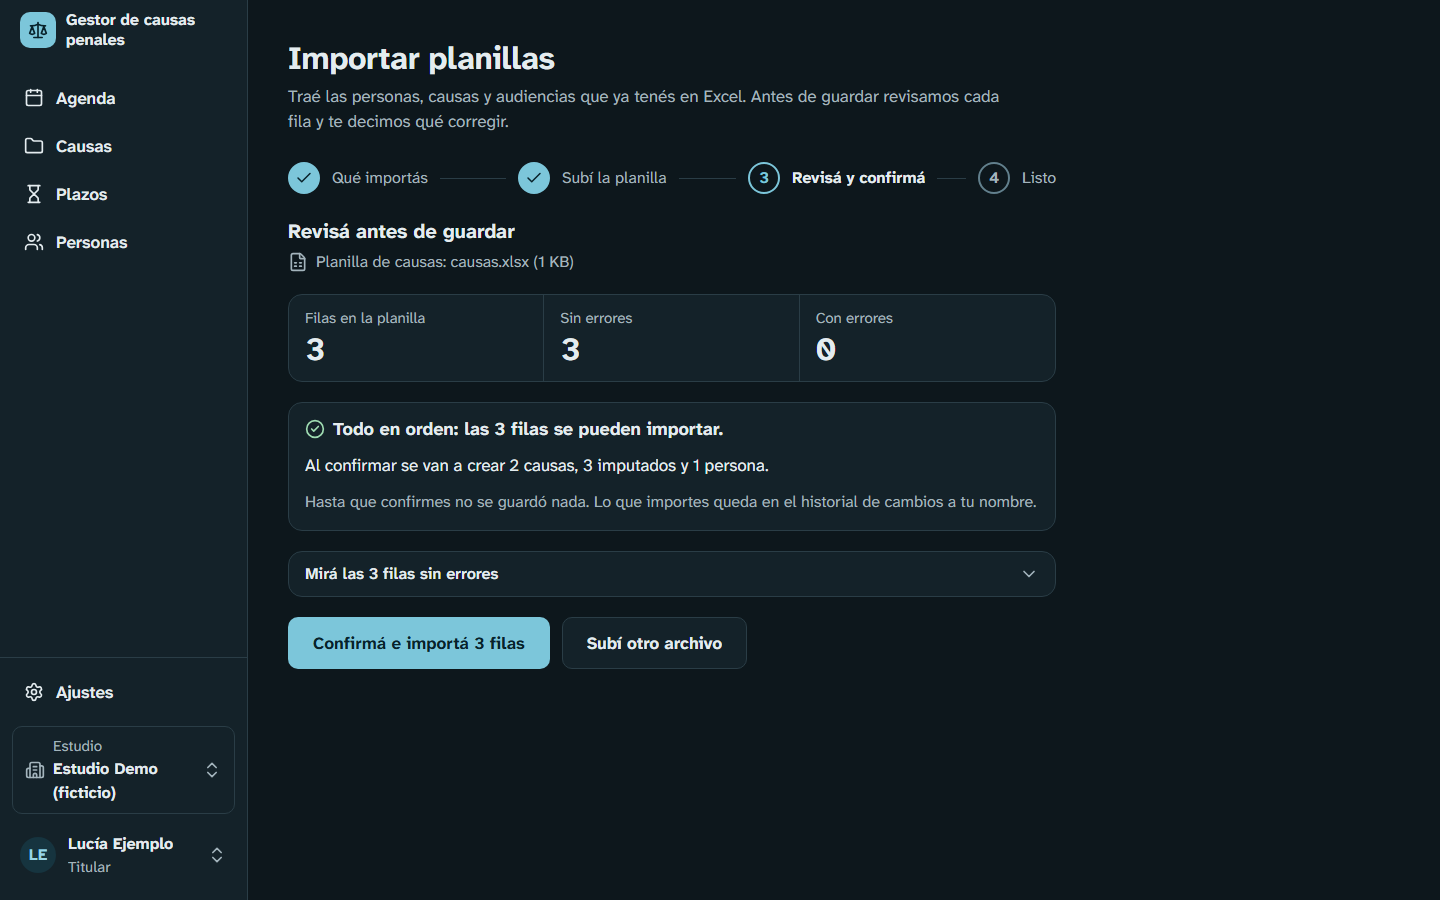 Gestor de causas
penales
Agenda
Causas
Plazos
Personas
Ajustes
Estudio
Estudio Demo
(ficticio)
LE
Lucía Ejemplo
Titular
Importar planillas
Traé las personas, causas y audiencias que ya tenés en Excel. Antes de guardar revisamos cada
fila y te decimos qué corregir.
Qué importás
Subí la planilla
3 Revisá y confirmá
4 Listo
Revisá antes de guardar
Planilla de causas: causas.xlsx (1 KB)
Filas en la planilla
3
Sin errores
3
Con errores
0
Todo en orden: las 3 filas se pueden importar.
Al confirmar se van a crear 2 causas, 3 imputados y 1 persona.
Hasta que confirmes no se guardó nada. Lo que importes queda en el historial de cambios a tu nombre.
Mirá las 3 filas sin errores
Confirmá e importá 3 filas
Subí otro archivo